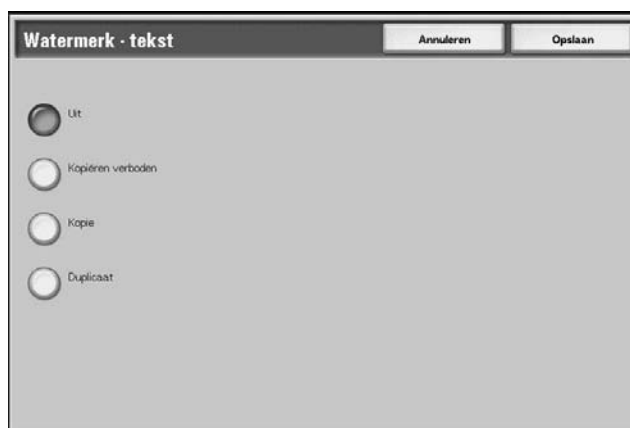 Watermerk - tekst
Annuleren
Opslaan
Uit
Kopiëren verboden
Kopie
Duplicaat